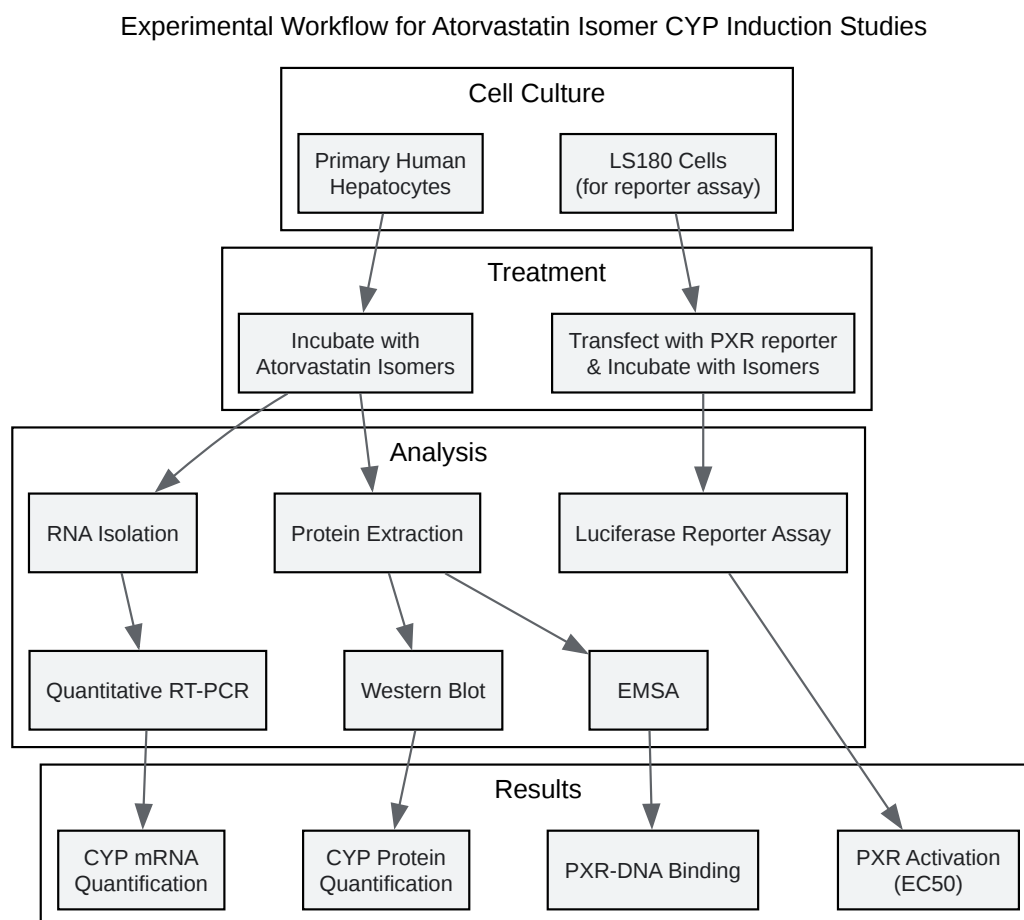 Experimental Workflow for Atorvastatin Isomer CYP Induction Studies
Cell Culture
Primary Human
Hepatocytes
LS180 Cells
(for reporter assay)
Treatment
Incubate with
Atorvastatin Isomers
Transfect with PXR reporter
& Incubate with Isomers
Analysis
RNA Isolation
Protein Extraction
Luciferase Reporter Assay
Quantitative RT-PCR
Western Blot
EMSA
Results
CYP mRNA
Quantification
CYP Protein
Quantification
PXR-DNA Binding
PXR Activation
(EC50)